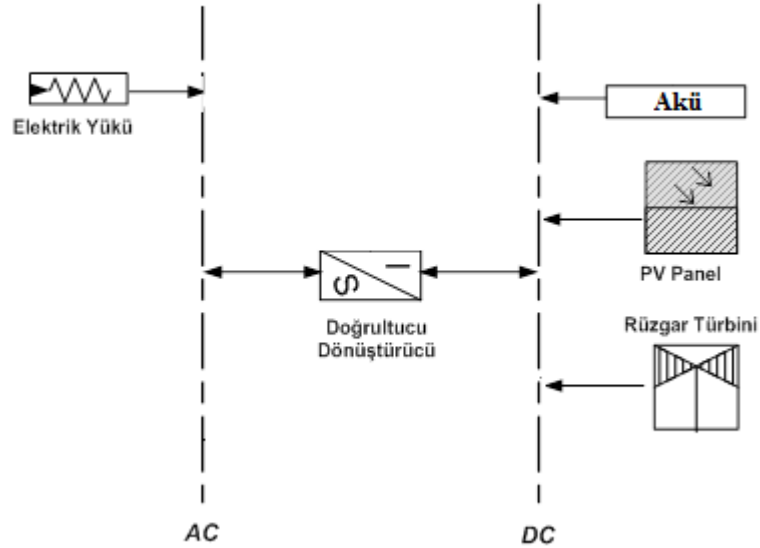 Elektrik Yükü
Akü
PV Panel
Rüzgar Türbini
Doğrultucu
Dönüştürücü
AC
DC